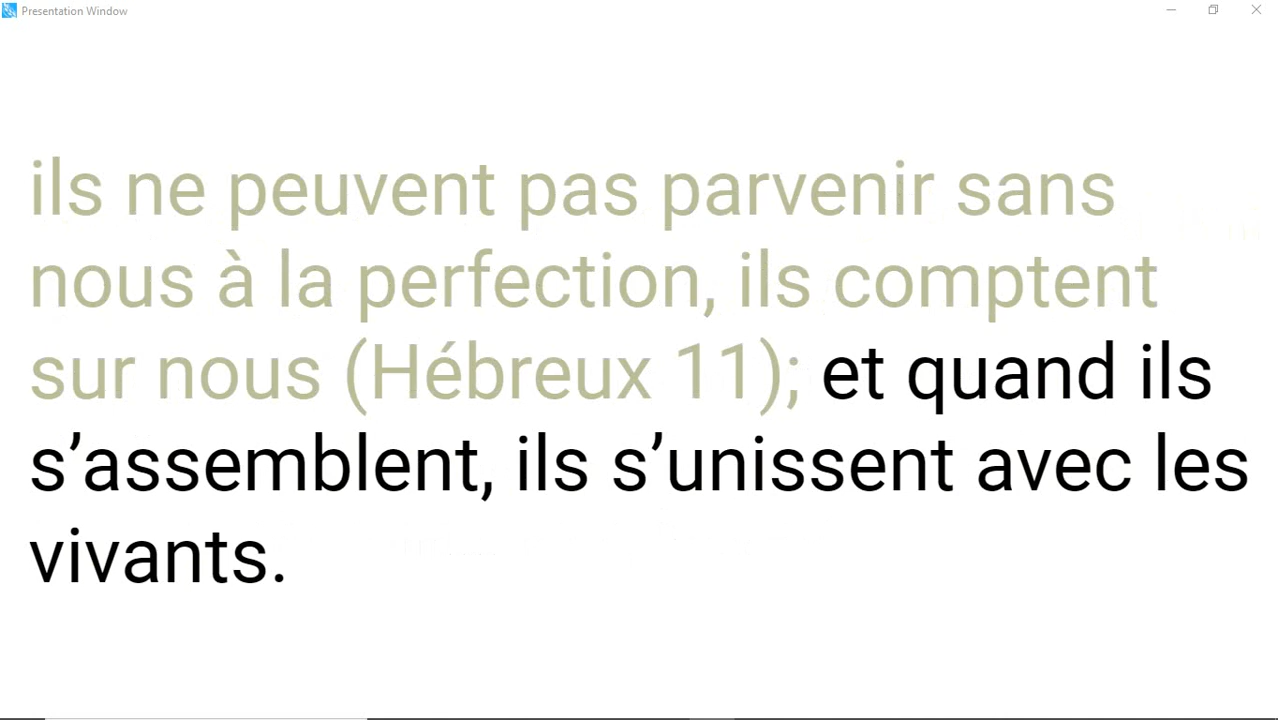 Presentation Window
ils ne peuvent pas parvenir sans
nous à la perfection, ils comptent
sur nous (Hébreux 11); et quand ils
s’assemblent, ils s’unissent avec les
vivants.